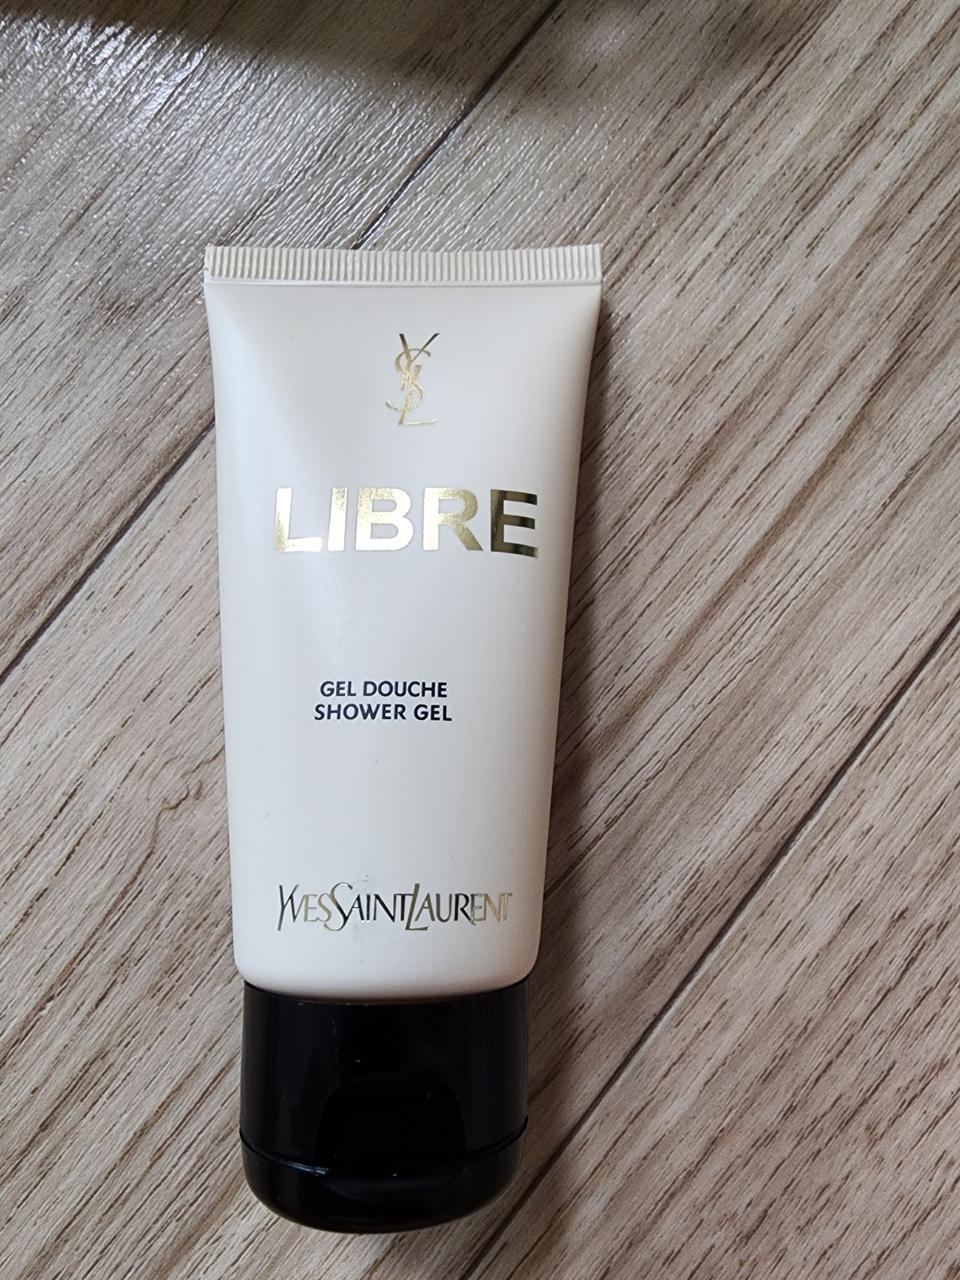 YSL
LIBRE
GEL DOUCHE
SHOWER GEL
YVESSAINTLAURENT